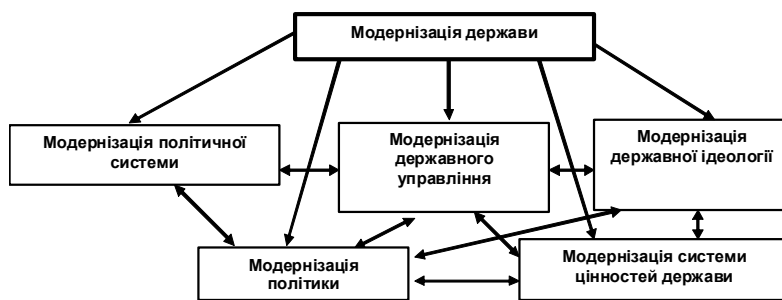 Модернізація держави
Модернізація політичної
системи
Модернізація
державного
управління
Модернізація
державної ідеології
Модернізація
політики
Модернізація системи
цінностей держави